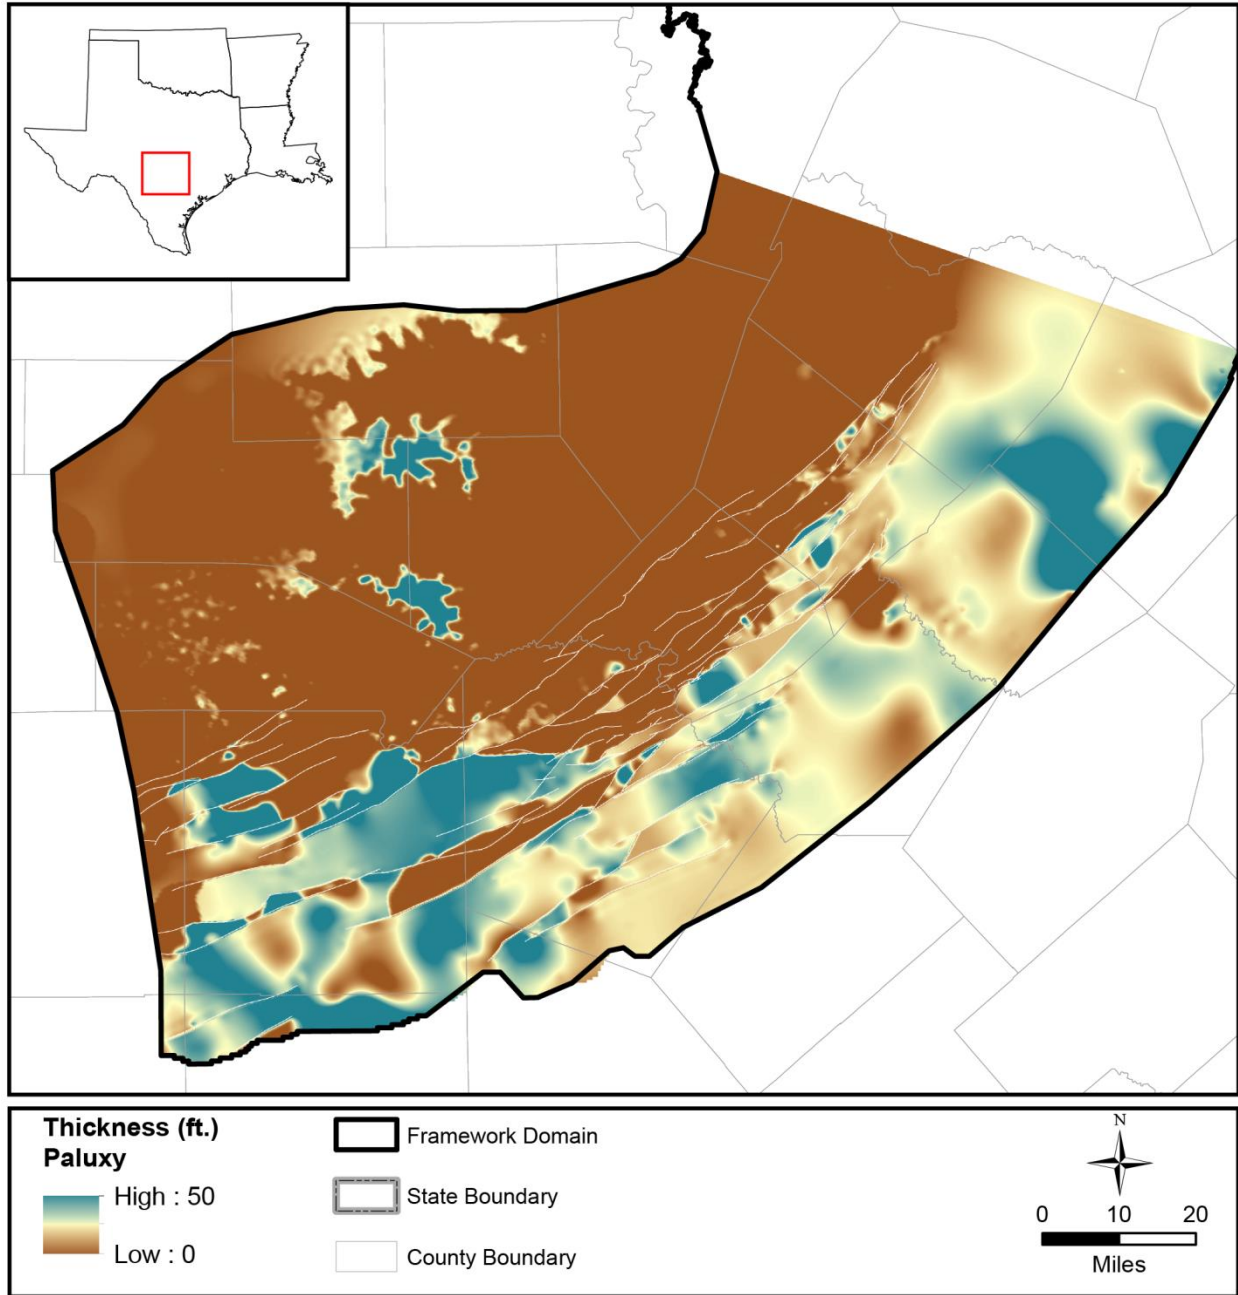 Thickness (ft.)
Paluxy
High : 50
Low : 0
Framework Domain
State Boundary
County Boundary
N
0 10 20
Miles